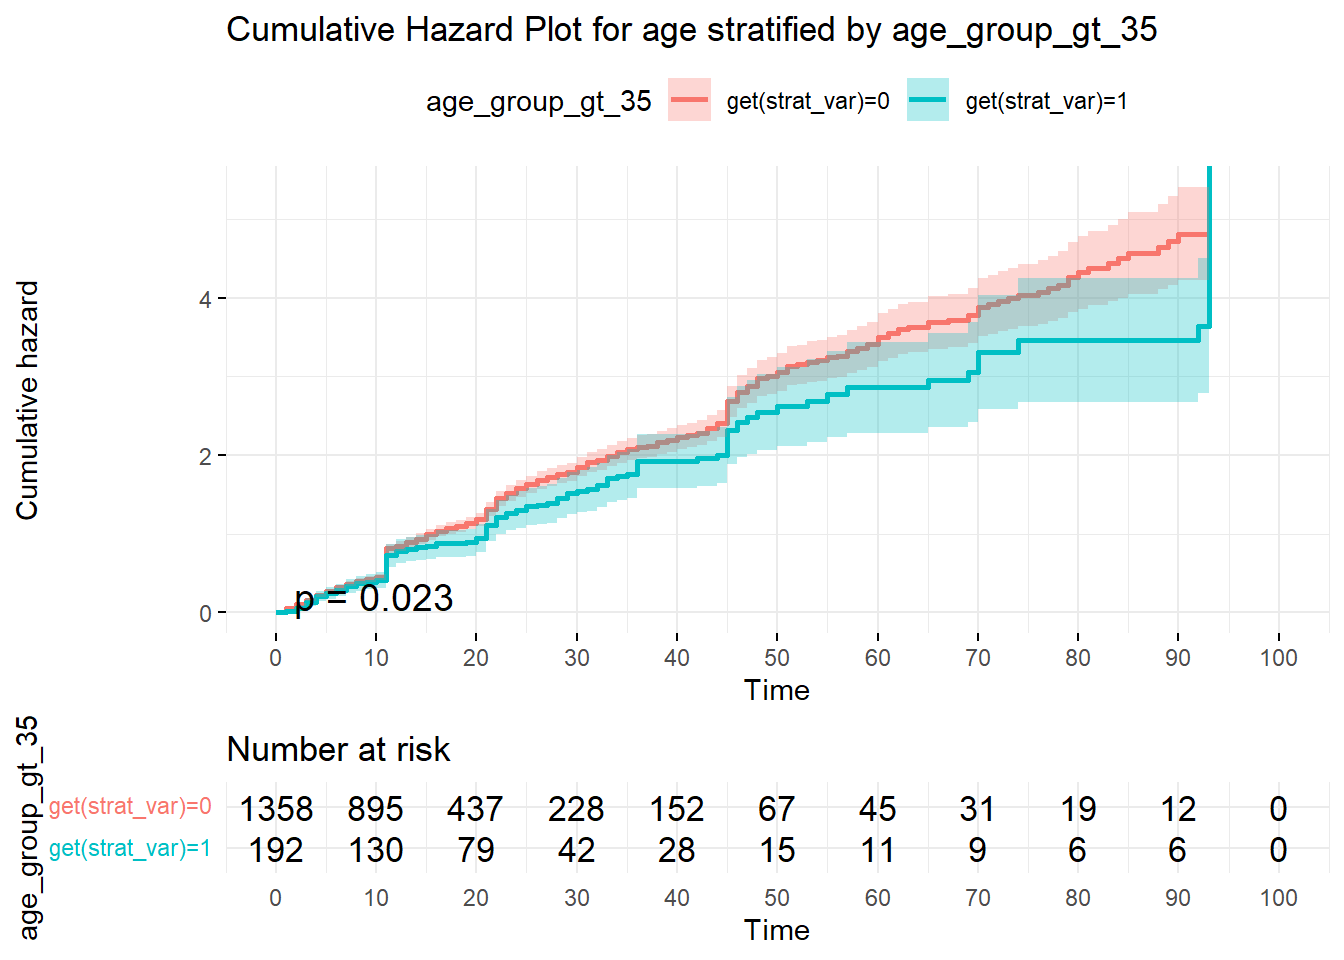 Cumulative Hazard Plot for age stratified by age_group_gt_35
age_group_gt_35 get(strat_var)=0 get(strat_var)=1
Cumulative hazard
4
2
0
p = 0.023
0 10 20 30 40 50 60 70 80 90 100
Time
Number at risk
age_group_gt_35
get(strat_var)=0 1358 895 437 228 152 67 45 31 19 12 0
get(strat_var)=1 192 130 79 42 28 15 11 9 6 6 0
0 10 20 30 40 50 60 70 80 90 100
Time